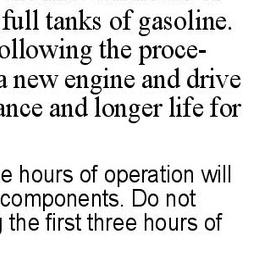 full tanks of gasoline.
ollowing the proce-
a new engine and drive
ance and longer life for
e hours of operation will
components. Do not
the first three hours of